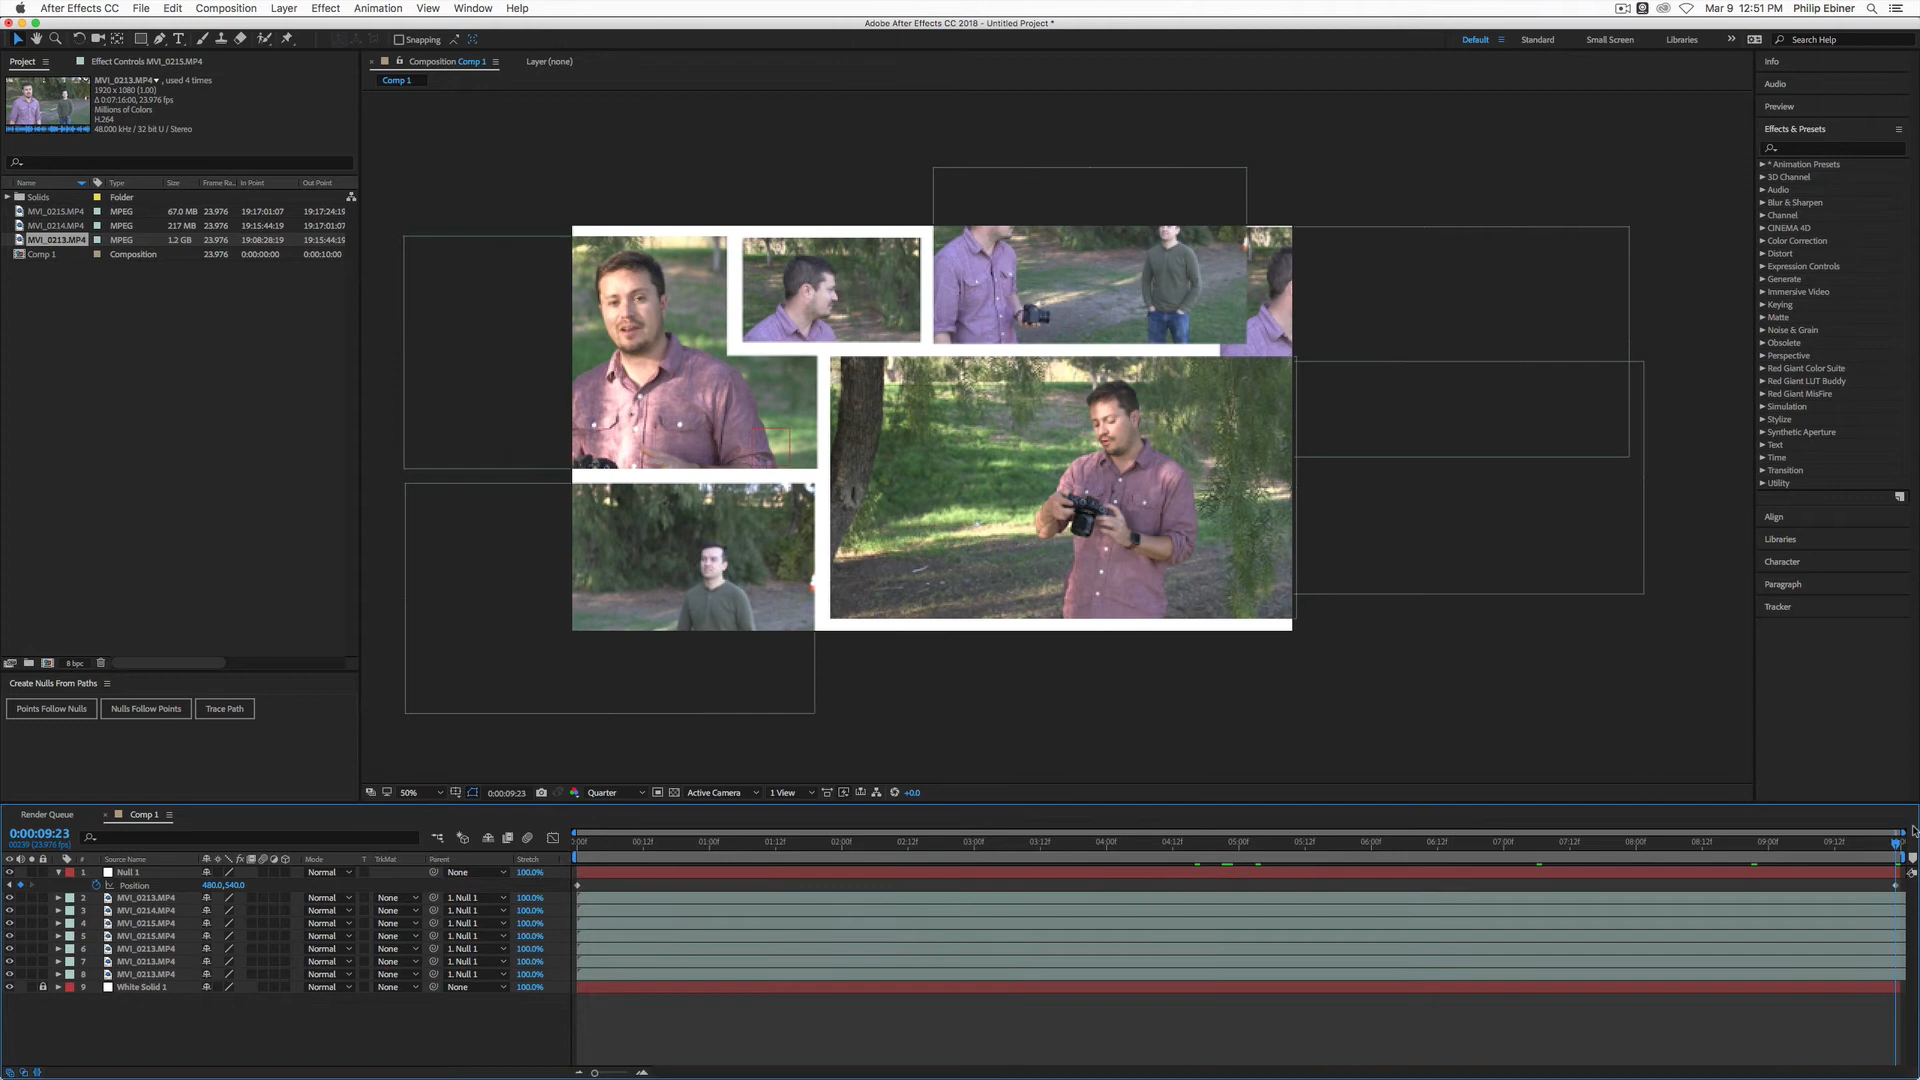 After Effects CC File Edit Composition Layer Effect Animation View Window Help Mar 9 12:51 PM Philip Ebiner
Adobe After Effects CC 2018 - Untitled Project *
Snapping Default Standard Small Screen Libraries Search Help
Project Effect Controls MVI_0215.MP4 Composition Comp 1 Layer (none) Info
Comp 1
MVI_0213.MP4 , used 4 times
1920 x 1080 (1.00)
Δ 0:07:16:00, 23.976 fps
Millions of Colors
H.264
48.000 kHz / 32 bit U / Stereo
Name Type Size Frame Ra... In Point Out Point
Solids Folder
MVI_0215.MP4 MPEG 67.0 MB 23.976 19:17:01:07 19:17:24:19
MVI_0214.MP4 MPEG 217 MB 23.976 19:15:44:19 19:17:01:07
MVI_0213.MP4 MPEG 1.2 GB 23.976 19:08:28:19 19:15:44:19
Comp 1 Composition 23.976 0:00:00:00 0:00:10:00
8 bpc
Create Nulls From Paths
Points Follow Nulls Nulls Follow Points Trace Path
Audio
Preview
Effects & Presets
* Animation Presets
3D Channel
Audio
Blur & Sharpen
Channel
CINEMA 4D
Color Correction
Distort
Expression Controls
Generate
Immersive Video
Keying
Matte
Noise & Grain
Obsolete
Perspective
Red Giant Color Suite
Red Giant LUT Buddy
Red Giant MisFire
Simulation
Stylize
Synthetic Aperture
Text
Time
Transition
Utility
Align
Libraries
Character
Paragraph
Tracker
50% 0:00:09:23 Quarter Active Camera 1 View +0.0
Render Queue Comp 1
0:00:09:23
00239 (23.976 fps)
:00f 00:12f 01:00f 01:12f 02:00f 02:12f 03:00f 03:12f 04:00f 04:12f 05:00f 05:12f 06:00f 06:12f 07:00f 07:12f 08:00f 08:12f 09:00f 09:12f
# Source Name Mode T TrkMat Parent Stretch
1 Null 1 Normal None 100.0%
Position 480.0,540.0
2 MVI_0213.MP4 Normal None 1. Null 1 100.0%
3 MVI_0214.MP4 Normal None 1. Null 1 100.0%
4 MVI_0215.MP4 Normal None 1. Null 1 100.0%
5 MVI_0215.MP4 Normal None 1. Null 1 100.0%
6 MVI_0213.MP4 Normal None 1. Null 1 100.0%
7 MVI_0213.MP4 Normal None 1. Null 1 100.0%
8 MVI_0213.MP4 Normal None 1. Null 1 100.0%
9 White Solid 1 Normal None None 100.0%